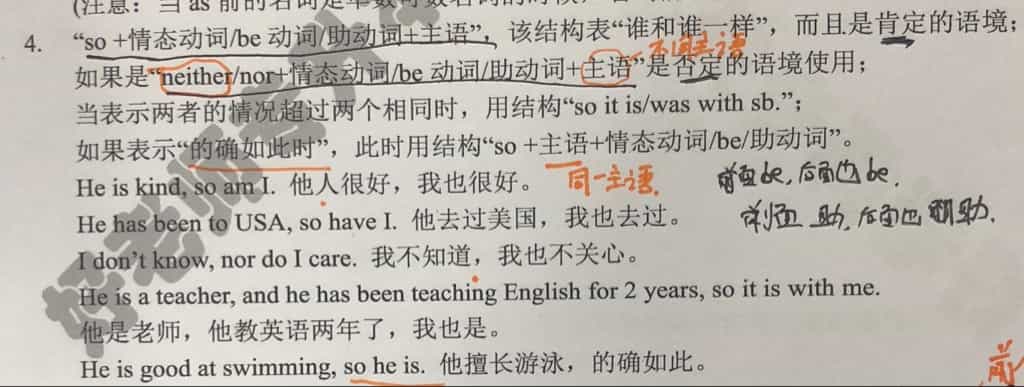 (注意：当 as 前的名词是单数可数名词的时候，
4. “so +情态动词/be 动词/助动词+主语”，该结构表“谁和谁一样”，而且是肯定的语境；
不同主语
如果是“neither/nor+情态动词/be 动词/助动词+主语”是否定的语境使用；
当表示两者的情况超过两个相同时，用结构“so it is/was with sb.”；
如果表示“的确如此时”，此时用结构“so +主语+情态动词/be/助动词”。
He is kind, so am I. 他人很好，我也很好。 同一主语. 前面be,后面也be.
He has been to USA, so have I. 他去过美国，我也去过。 前面 助,后面也 助.
I don’t know, nor do I care. 我不知道，我也不关心。
He is a teacher, and he has been teaching English for 2 years, so it is with me.
他是老师，他教英语两年了，我也是。
He is good at swimming, so he is. 他擅长游泳，的确如此。
前
好老师